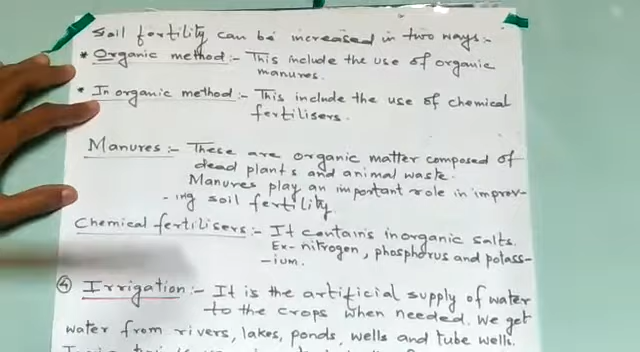 Soil fertility can be increased in two ways:-
* Organic method:- This include the use of organic
manures.
* In organic method:- This include the use of chemical
fertilisers.
Manures:- These are organic matter composed of
dead plants and animal waste.
Manures play an important role in improv-
-ing soil fertility.
Chemical fertilisers:- It contains inorganic salts.
Ex- nitrogen, phosphorus and potass-
-ium.
④ Irrigation:- It is the artificial supply of water
to the crops when needed. We get
water from rivers, lakes, ponds, wells and tube wells.